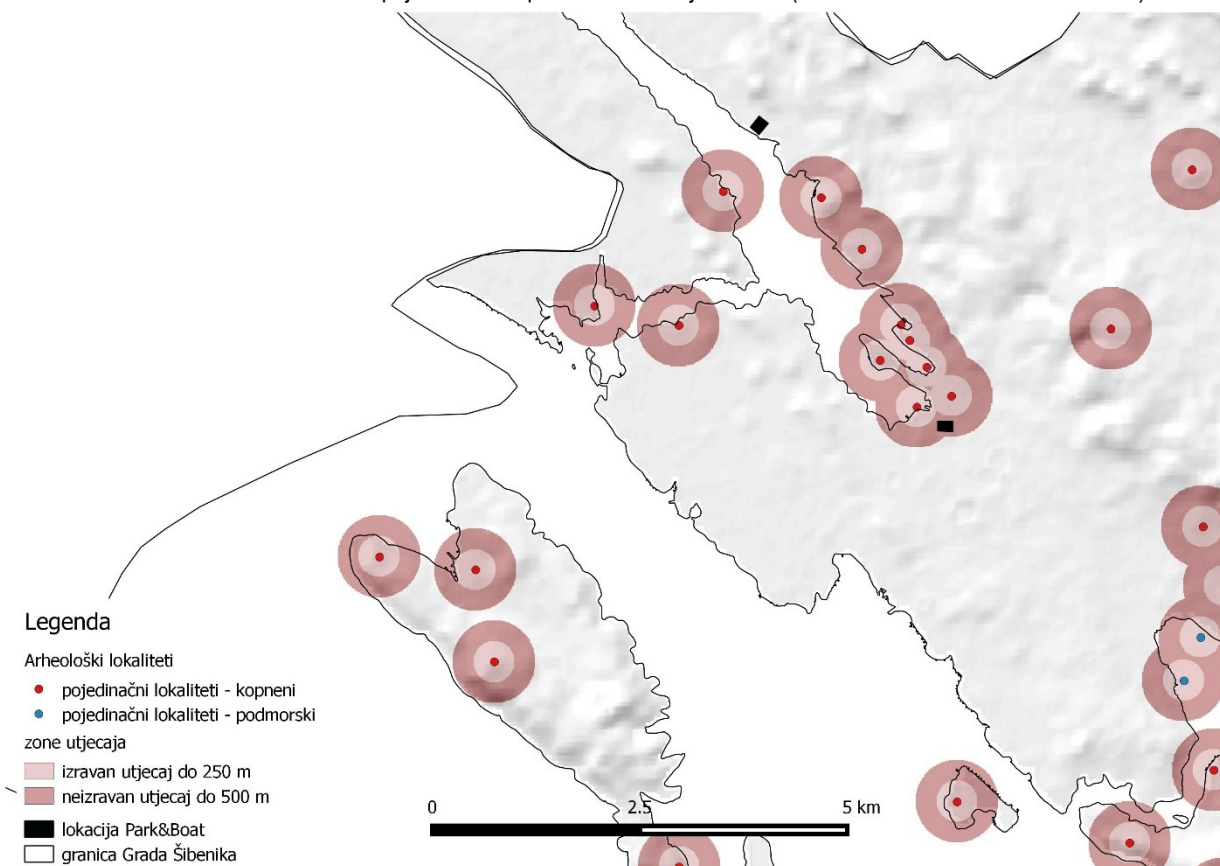 Legenda
Arheološki lokaliteti
pojedinačni lokaliteti - kopneni
pojedinačni lokaliteti - podmorski
zone utjecaja
izravan utjecaj do 250 m
neizravan utjecaj do 500 m
lokacija Park&Boat
granica Grada Šibenika
0 2.5 5 km